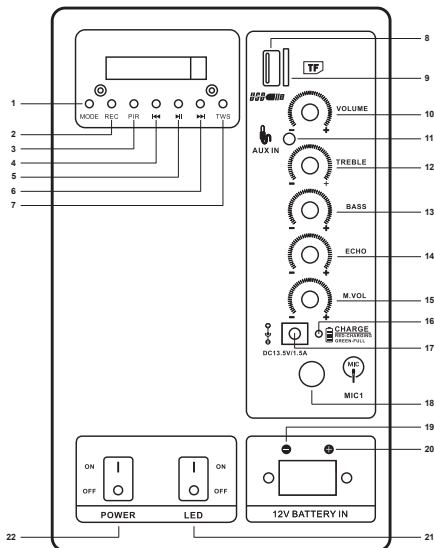 1
MODE REC PIR TWS
2
3
4
5
6
7
8
TF
9
USB
VOLUME
10
- +
11
AUX IN
TREBLE
12
- +
BASS
13
- +
ECHO
14
- +
M.VOL
15
- +
16
CHARGE
RED-CHARGING
GREEN-FULL
17
DC13.5V/1.5A
MIC
MIC1
18
19
20
ON ON
OFF OFF
POWER LED
12V BATTERY IN
22
21